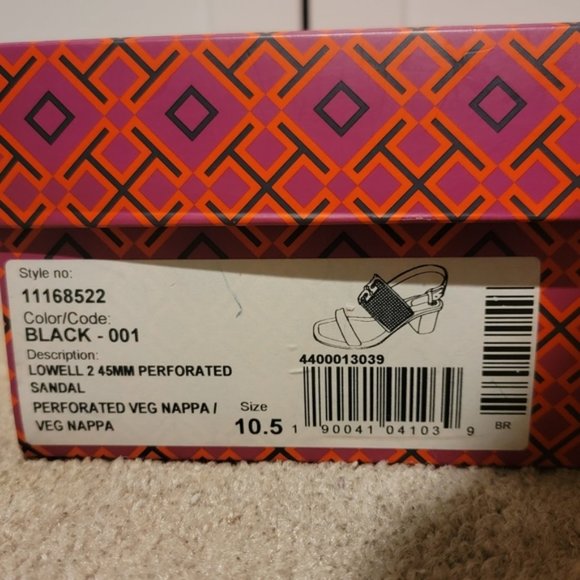 Style no:
11168522
Color/Code:
BLACK - 001
Description:
LOWELL 2 45MM PERFORATED
SANDAL
PERFORATED VEG NAPPA /
VEG NAPPA
Size
10.5
4400013039
1 90041 04103 9
BR